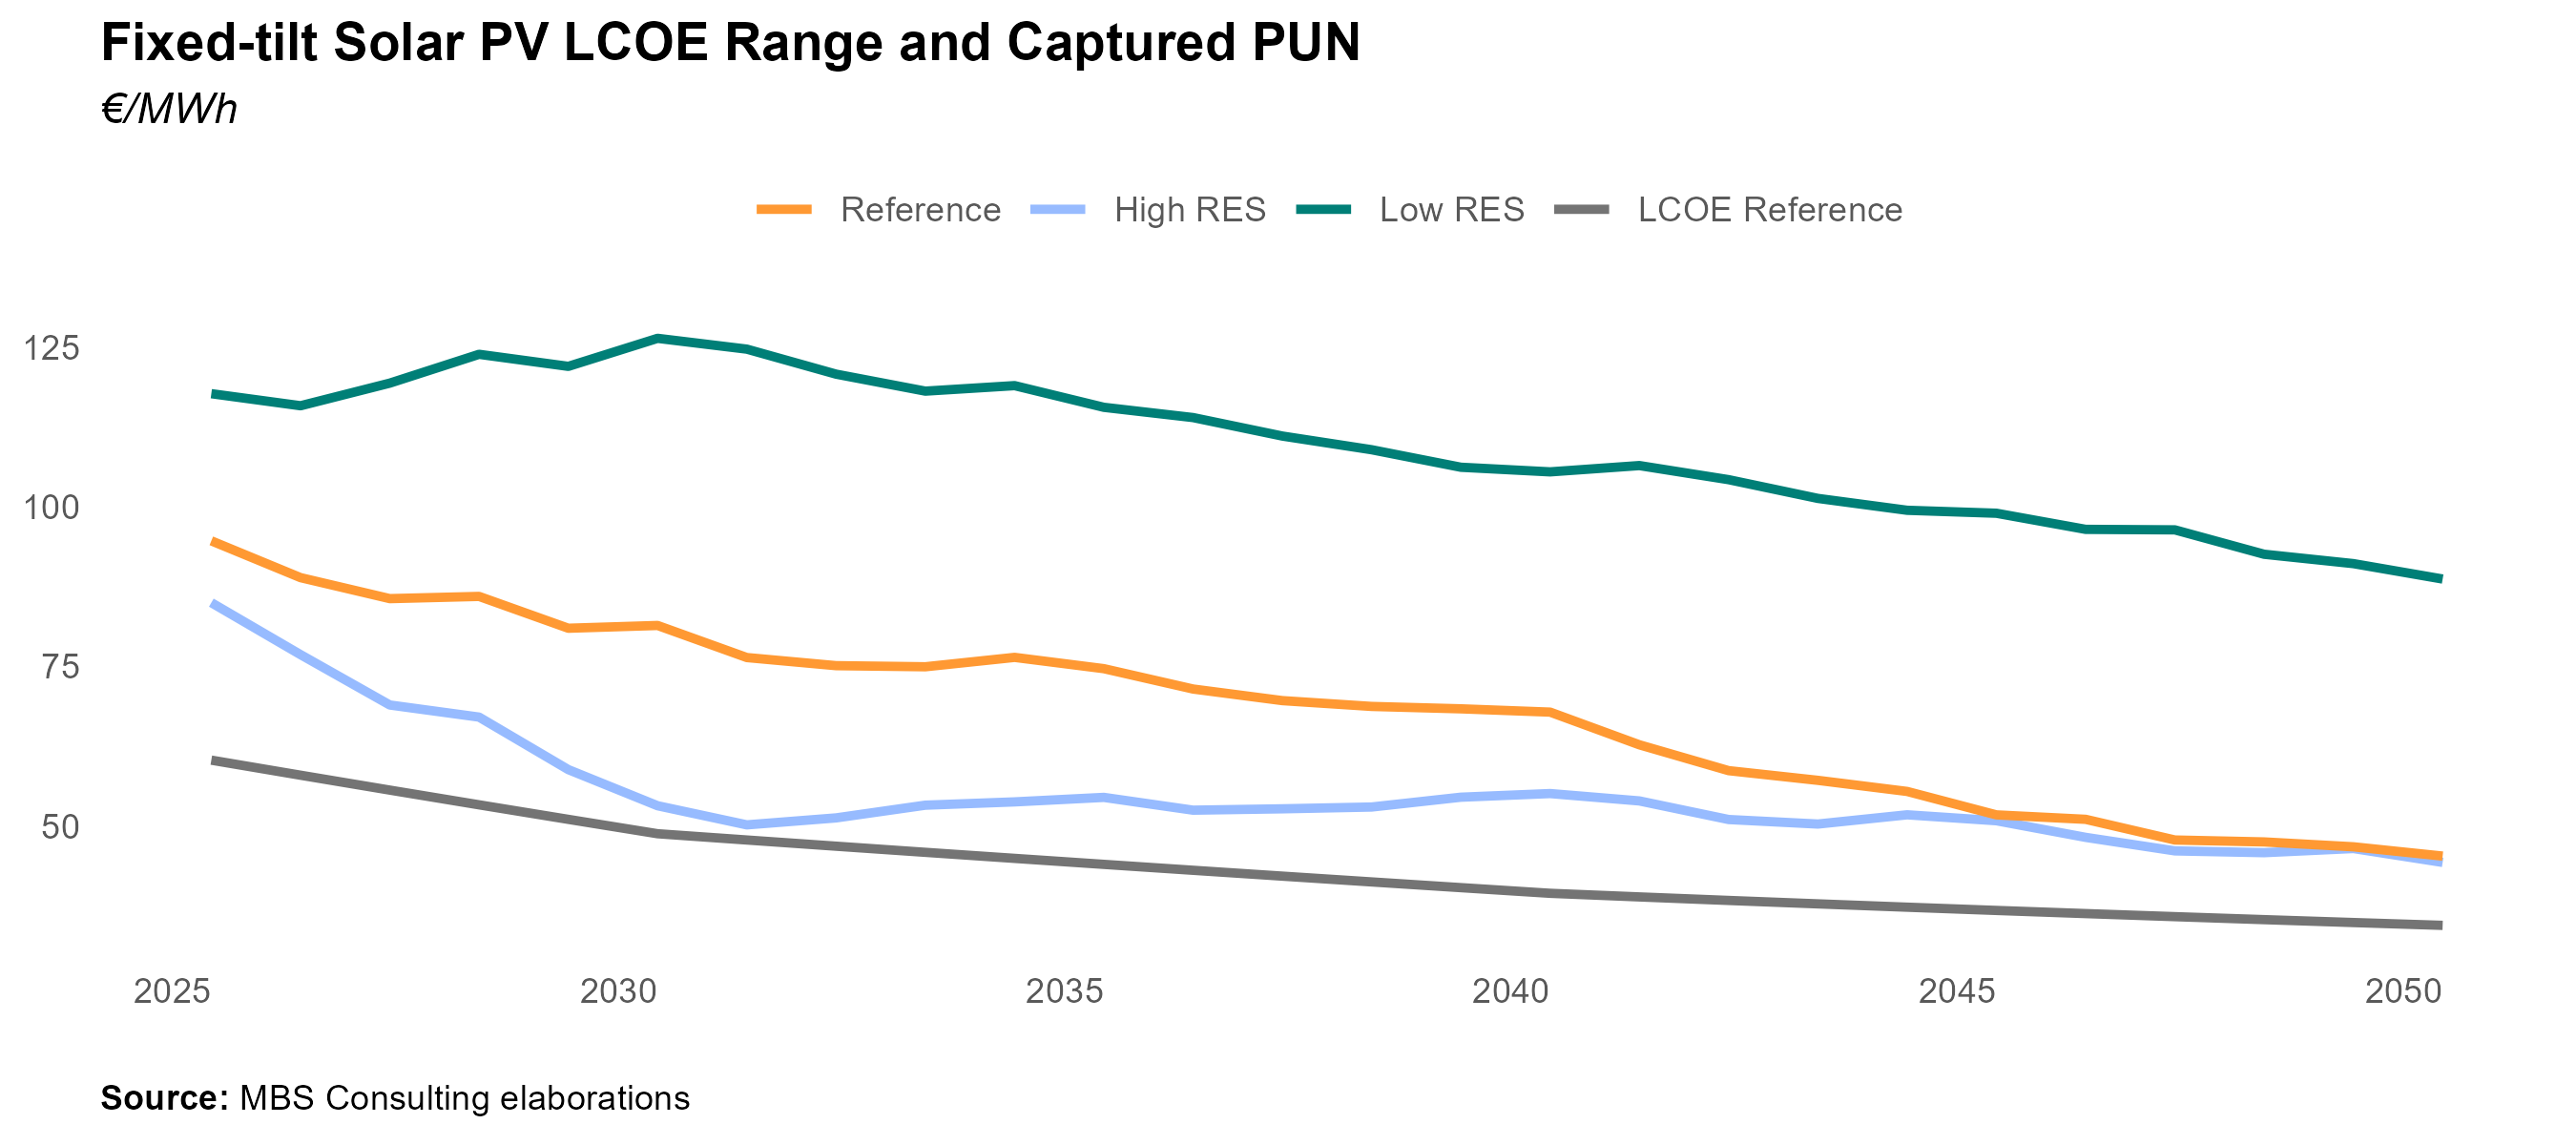 Fixed-tilt Solar PV LCOE Range and Captured PUN
€/MWh
Reference High RES Low RES LCOE Reference
125
100
75
50
2025 2030 2035 2040 2045 2050
Source: MBS Consulting elaborations